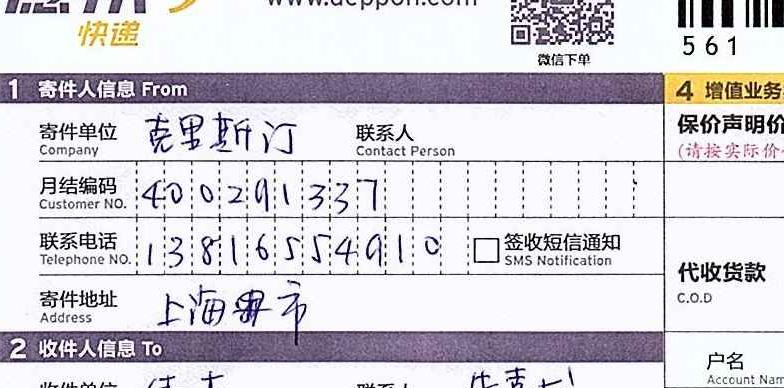 快递
www.deppon.com
微信下单
561
1 寄件人信息 From
4 增值业务
寄件单位 克里斯汀 联系人
Company Contact Person
保价声明价
(请按实际价
月结编码 400291337
Customer NO.
联系电话 13816554910 签收短信通知
Telephone NO. SMS Notification
代收货款
C.O.D
寄件地址 上海市
Address
2 收件人信息 To
户名
Account Nam